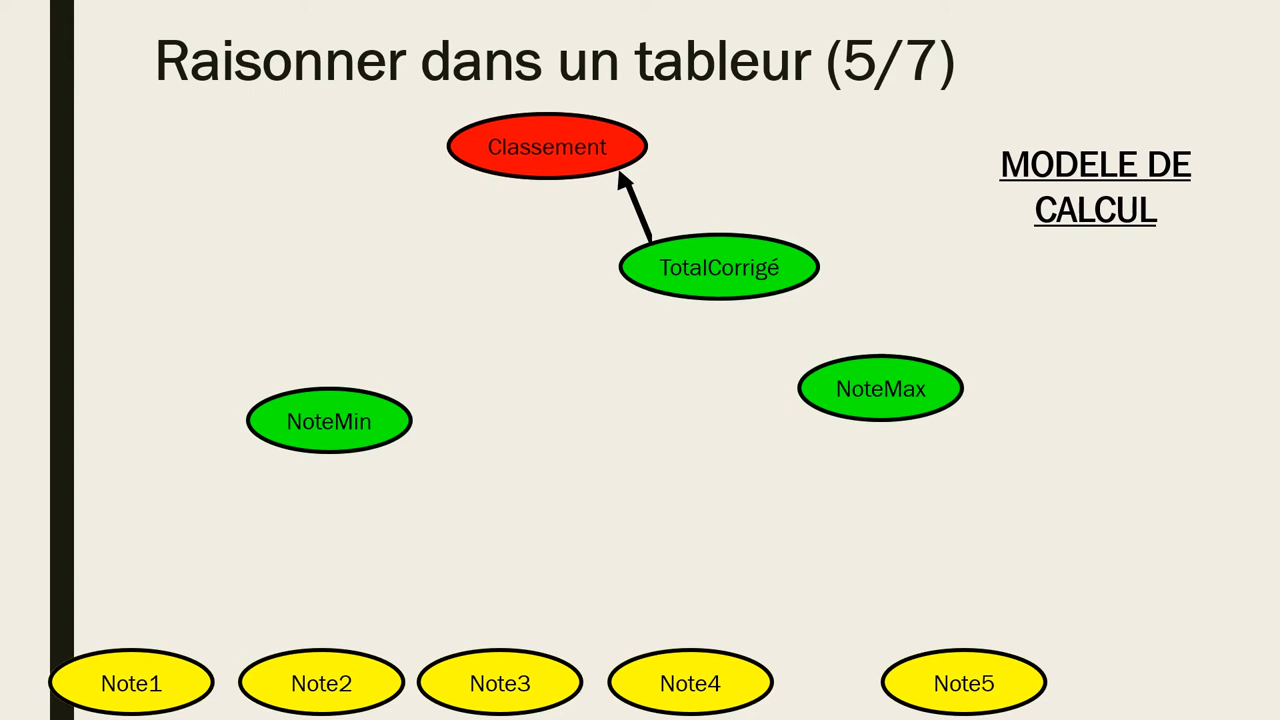 Raisonner dans un tableur (5/7)
Classement
MODELE DE
CALCUL
TotalCorrigé
NoteMax
NoteMin
Note1
Note2
Note3
Note4
Note5